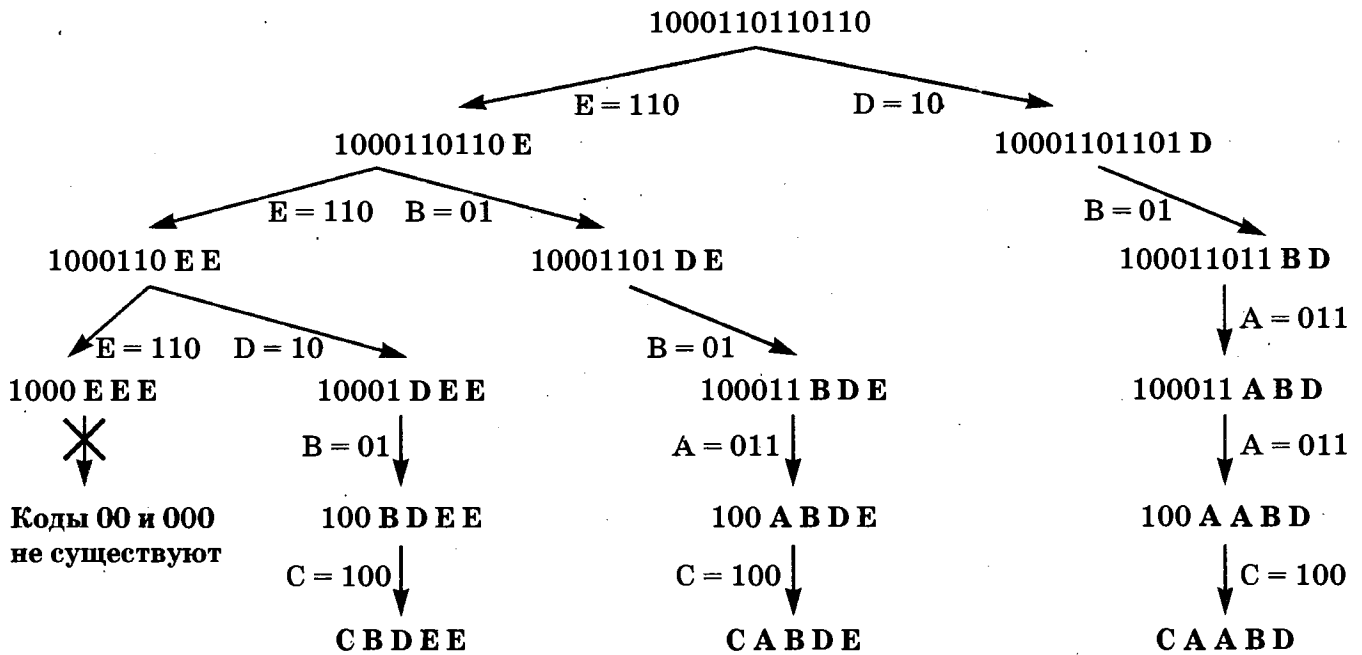 1000110110110
E = 110 D = 10
1000110110 E 10001101101 D
E = 110 B = 01 B = 01
1000110 E E 10001101 D E 100011011 B D
A = 011
E = 110 D = 10 B = 01
1000 E E E 10001 D E E 100011 B D E 100011 A B D
B = 01 A = 011 A = 011
Коды 00 и 000 100 B D E E 100 A B D E 100 A A B D
не существуют
C = 100 C = 100 C = 100
C B D E E C A B D E C A A B D